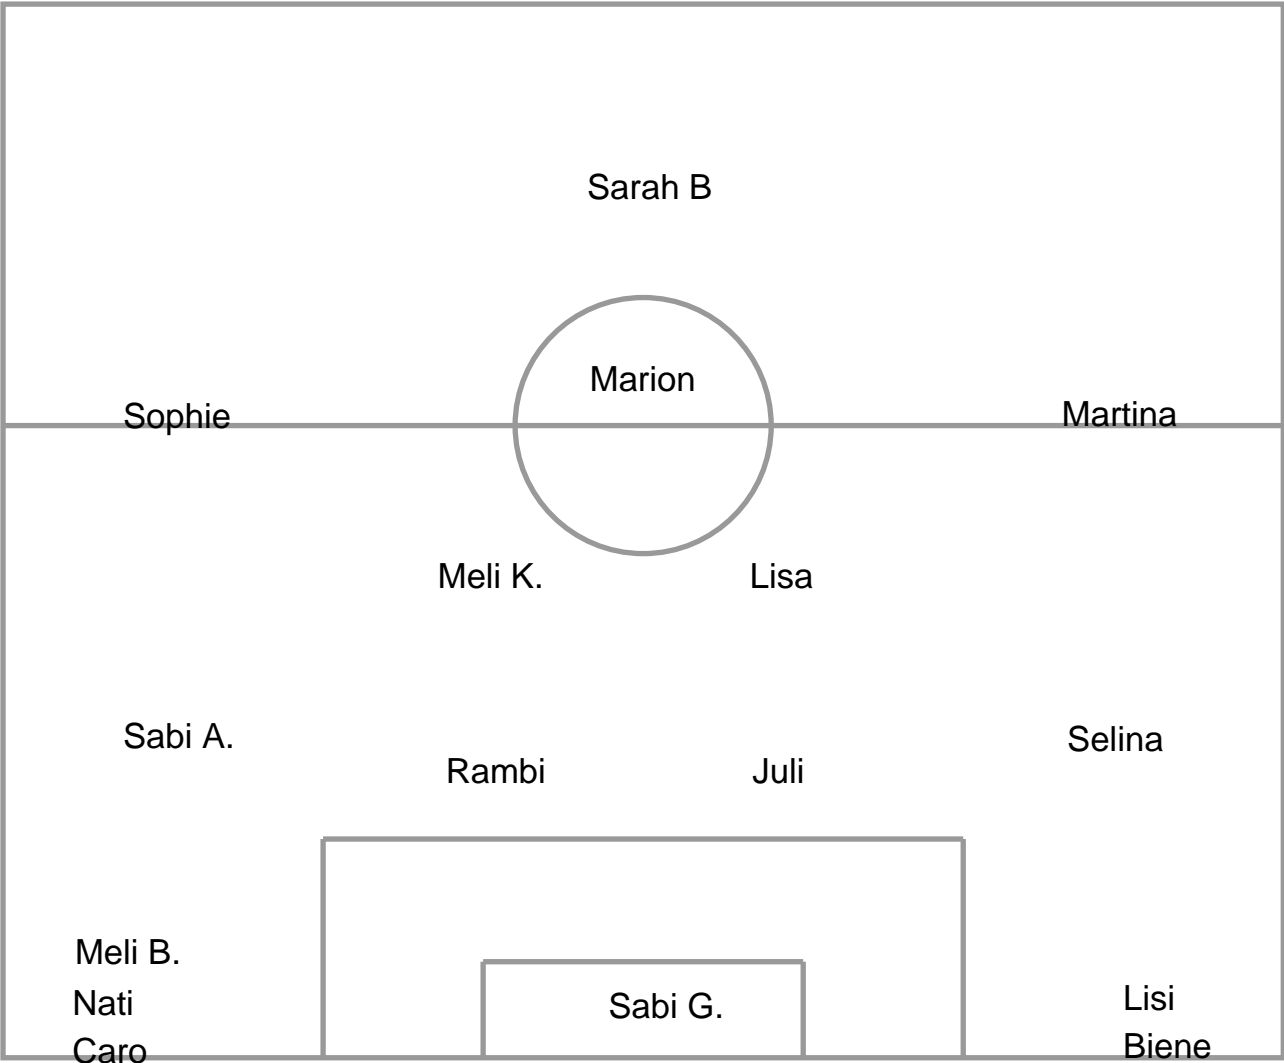 Sarah B
Marion
Sophie
Martina
Meli K.
Lisa
Sabi A.
Selina
Rambi
Juli
Meli B.
Nati
Sabi G.
Lisi
Caro
Biene